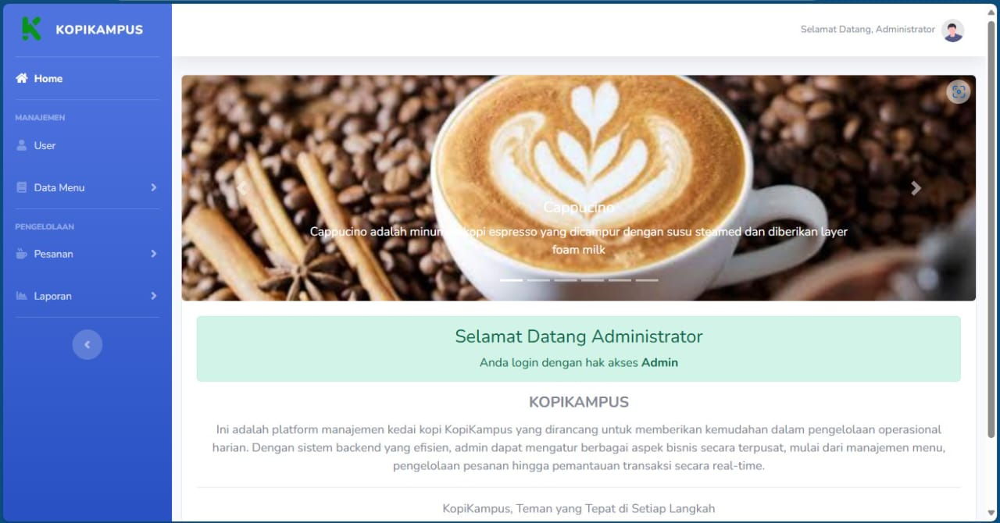 KOPIKAMPUS
Selamat Datang, Administrator
Home
MANAJEMEN
User
Data Menu
PENGELOLAAN
Pesanan
Laporan
Cappucino
Cappucino adalah minuman kopi espresso yang dicampur dengan susu steamed dan diberikan layer
foam milk
Selamat Datang Administrator
Anda login dengan hak akses Admin
KOPIKAMPUS
Ini adalah platform manajemen kedai kopi KopiKampus yang dirancang untuk memberikan kemudahan dalam pengelolaan operasional
harian. Dengan sistem backend yang efisien, admin dapat mengatur berbagai aspek bisnis secara terpusat, mulai dari manajemen menu,
pengelolaan pesanan hingga pemantauan transaksi secara real-time.
KopiKampus, Teman yang Tepat di Setiap Langkah